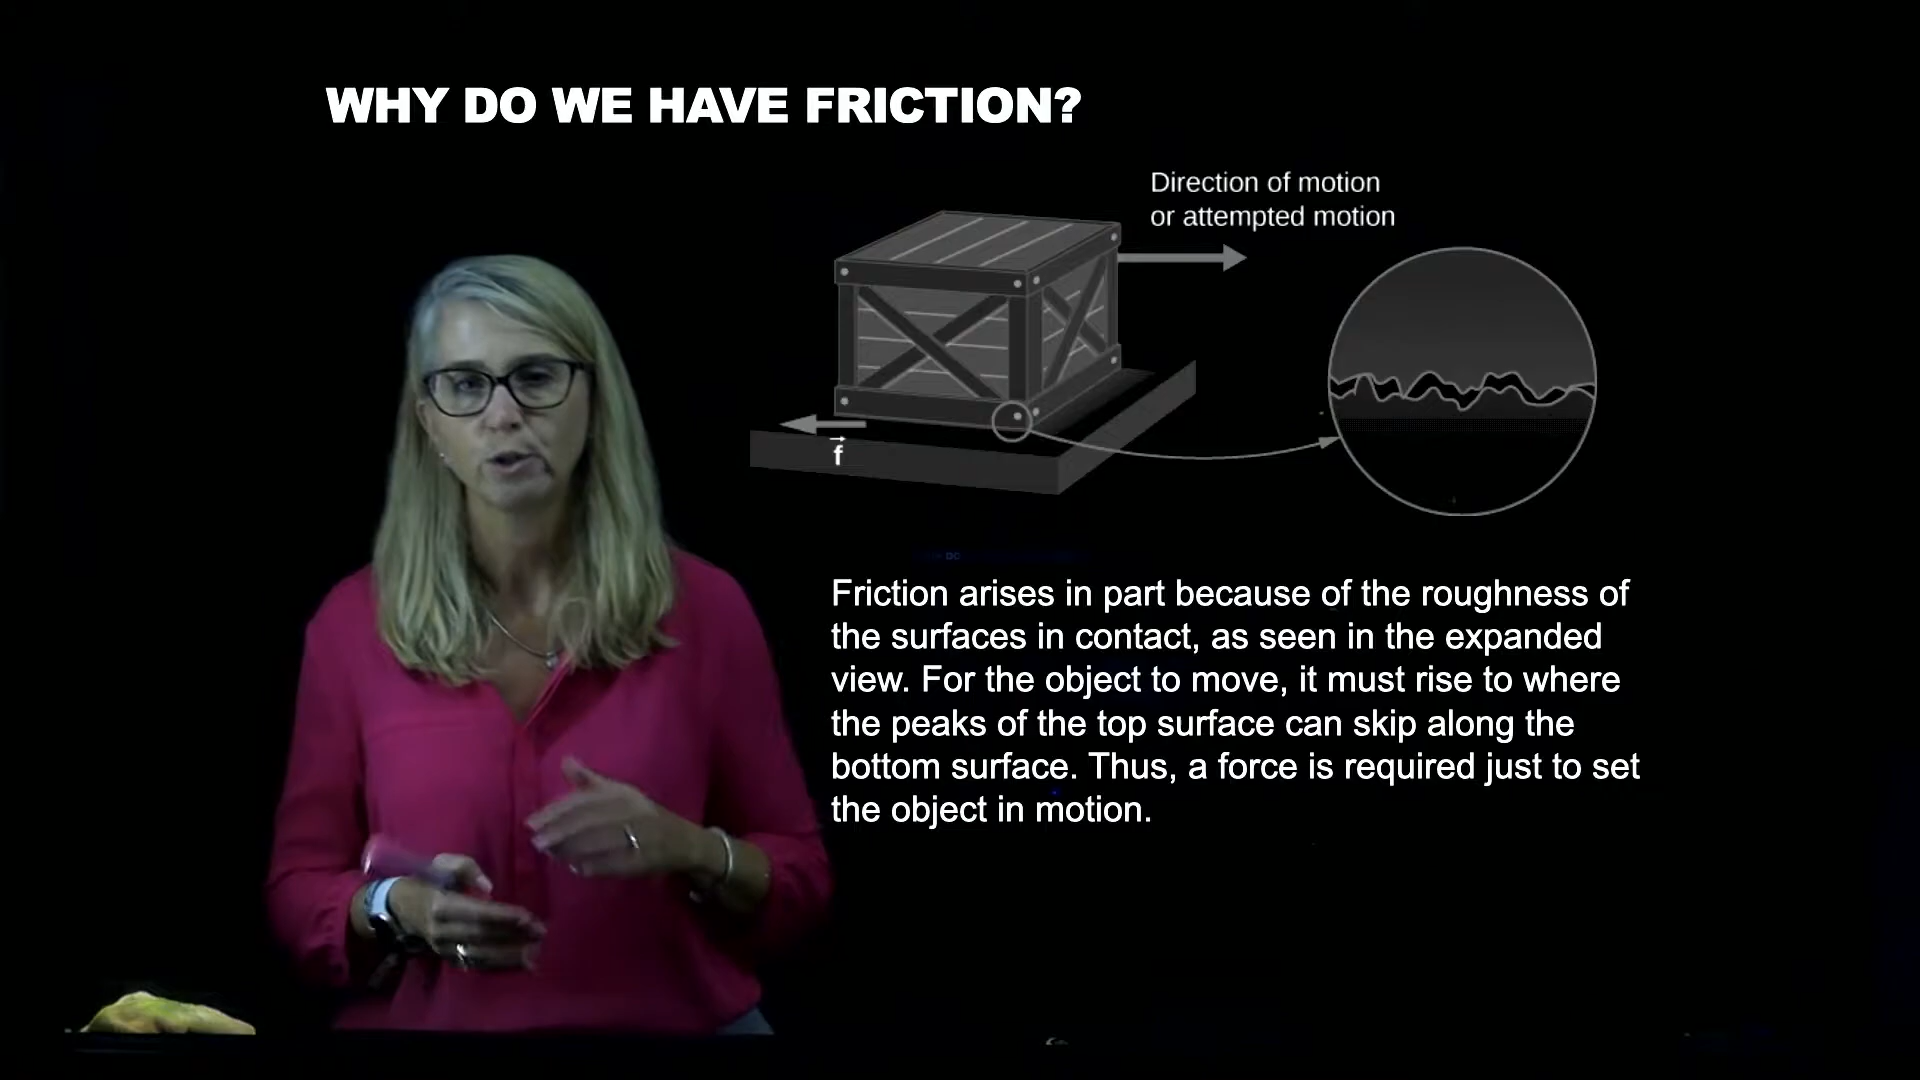 WHY DO WE HAVE FRICTION?
Direction of motion
or attempted motion
f
Friction arises in part because of the roughness of
the surfaces in contact, as seen in the expanded
view. For the object to move, it must rise to where
the peaks of the top surface can skip along the
bottom surface. Thus, a force is required just to set
the object in motion.